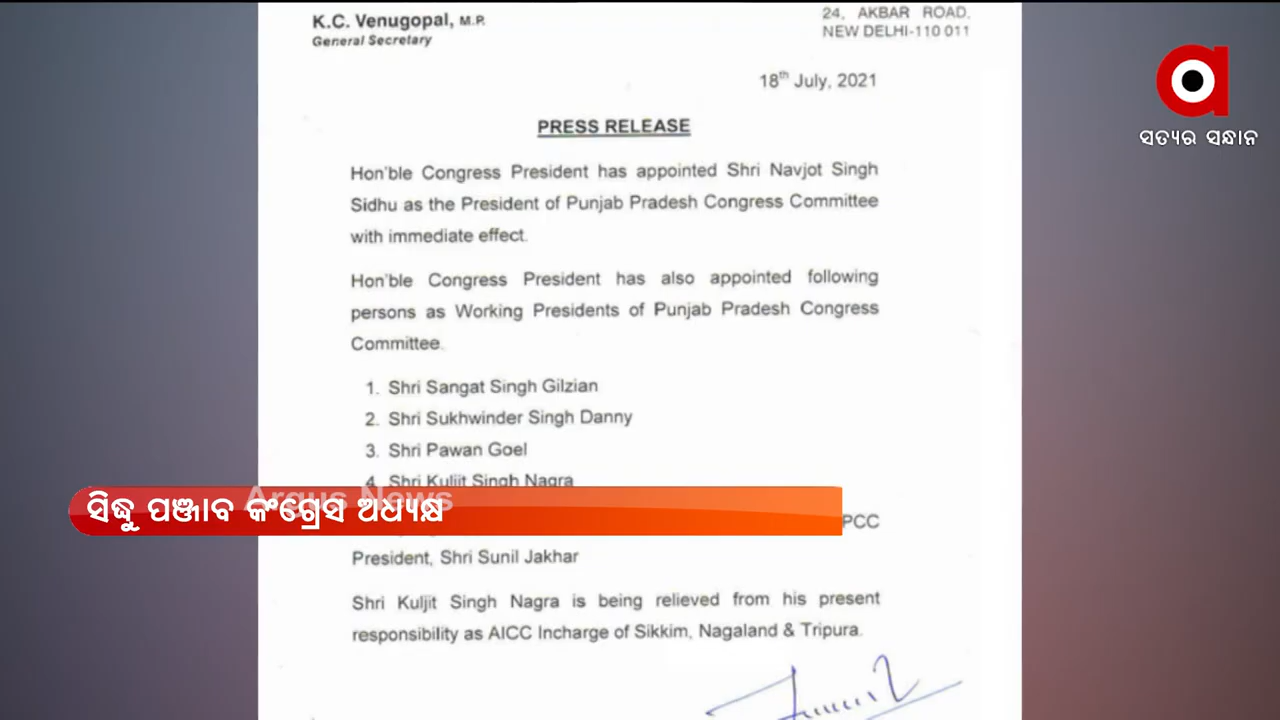 K.C. Venugopal, M.P.
General Secretary
24, AKBAR ROAD,
NEW DELHI-110 011
18th July, 2021
PRESS RELEASE
Hon'ble Congress President has appointed Shri Navjot Singh
Sidhu as the President of Punjab Pradesh Congress Committee
with immediate effect.
Hon'ble Congress President has also appointed following
persons as Working Presidents of Punjab Pradesh Congress
Committee.
1. Shri Sangat Singh Gilzian
2. Shri Sukhwinder Singh Danny
3. Shri Pawan Goel
4. Shri Kuljit Singh Nagra
PCC
President, Shri Sunil Jakhar
Shri Kuljit Singh Nagra is being relieved from his present
responsibility as AICC Incharge of Sikkim, Nagaland & Tripura.
ସତ୍ୟର ସନ୍ଧାନ
Argus News
ସିଦ୍ଧୁ ପଞ୍ଜାବ କଂଗ୍ରେସ ଅଧ୍ୟକ୍ଷ